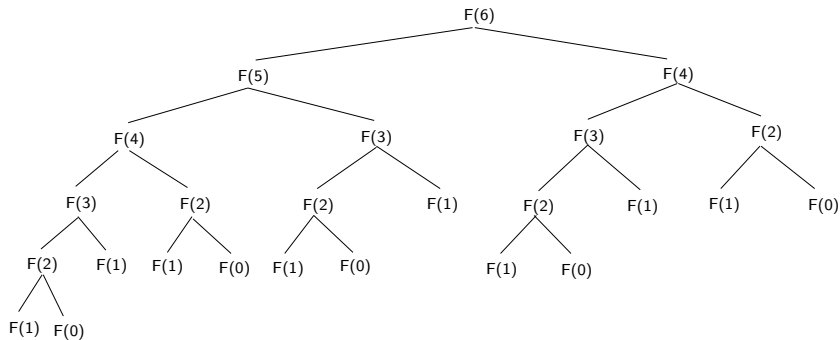 F(6)
F(5) F(4)
F(4) F(3) F(3) F(2)
F(3) F(2) F(2) F(1) F(2) F(1) F(1) F(0)
F(2) F(1) F(1) F(0) F(1) F(0) F(1) F(0)
F(1) F(0)